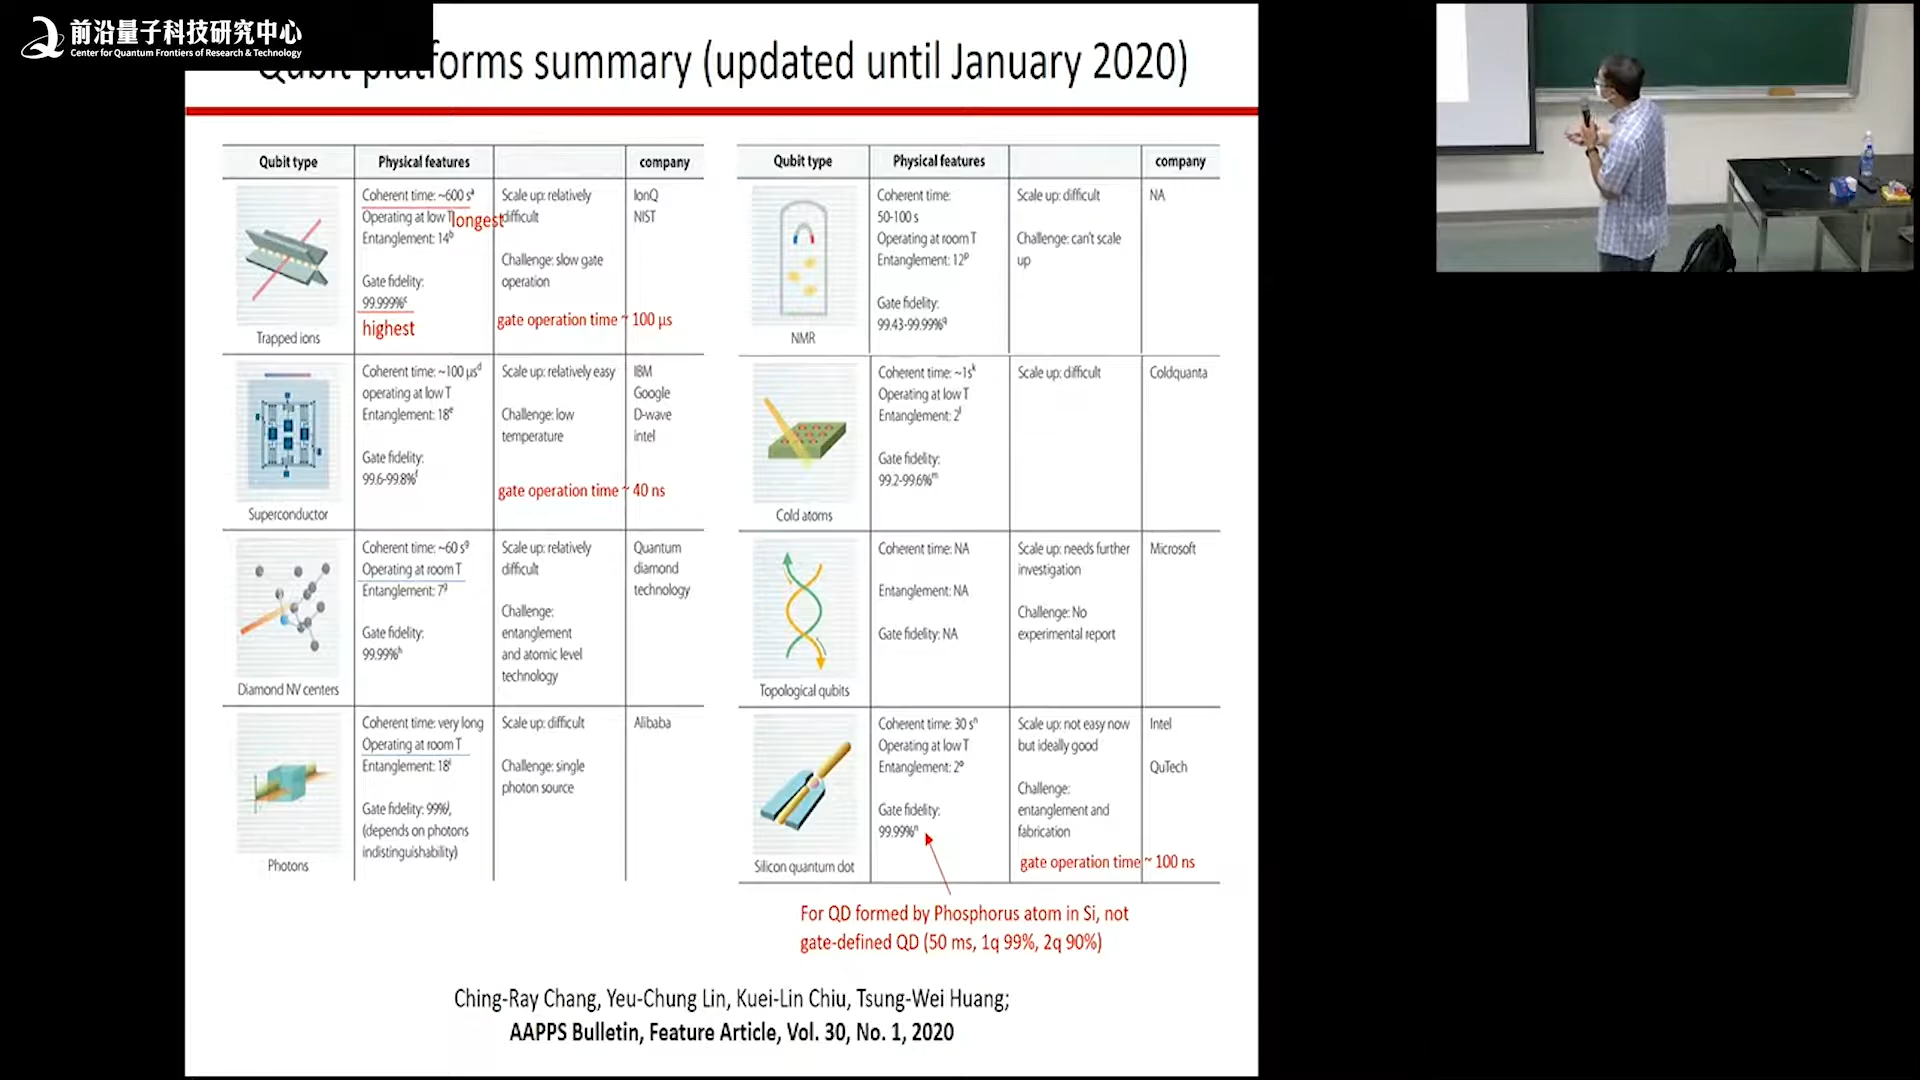 前沿量子科技研究中心
Center for Quantum Frontiers of Research & Technology
Qubit platforms summary (updated until January 2020)
Qubit type
Physical features
company
Trapped ions
Coherent time: ~600 sᵃ
longest
Operating at low T
Entanglement: 14ᵇ
Gate fidelity:
99.999%ᶜ
highest
Scale up: relatively
difficult
Challenge: slow gate
operation
gate operation time ~ 100 µs
IonQ
NIST
Superconductor
Coherent time: ~100 µsᵈ
operating at low T
Entanglement: 18ᵉ
Gate fidelity:
99.6-99.8%ᶠ
Scale up: relatively easy
Challenge: low
temperature
gate operation time ~ 40 ns
IBM
Google
D-wave
intel
Diamond NV centers
Coherent time: ~60 sᵍ
Operating at room T
Entanglement: 7ᵍ
Gate fidelity:
99.99%ʰ
Scale up: relatively
difficult
Challenge:
entanglement
and atomic level
technology
Quantum
diamond
technology
Photons
Coherent time: very long
Operating at room T
Entanglement: 18ⁱ
Gate fidelity: 99%ʲ,
(depends on photons
indistinguishability)
Scale up: difficult
Challenge: single
photon source
Alibaba
Qubit type
Physical features
company
NMR
Coherent time:
50-100 s
Operating at room T
Entanglement: 12ᵖ
Gate fidelity:
99.43-99.99%𐞥
Scale up: difficult
Challenge: can't scale
up
NA
Cold atoms
Coherent time: ~1sᵏ
Operating at low T
Entanglement: 2ˡ
Gate fidelity:
99.2-99.6%ᵐ
Scale up: difficult
Coldquanta
Topological qubits
Coherent time: NA
Entanglement: NA
Gate fidelity: NA
Scale up: needs further
investigation
Challenge: No
experimental report
Microsoft
Silicon quantum dot
Coherent time: 30 sⁿ
Operating at low T
Entanglement: 2ᵒ
Gate fidelity:
99.99%ⁿ
Scale up: not easy now
but ideally good
Challenge:
entanglement and
fabrication
gate operation time ~ 100 ns
Intel
QuTech
For QD formed by Phosphorus atom in Si, not
gate-defined QD (50 ms, 1q 99%, 2q 90%)
Ching-Ray Chang, Yeu-Chung Lin, Kuei-Lin Chiu, Tsung-Wei Huang;
AAPPS Bulletin, Feature Article, Vol. 30, No. 1, 2020